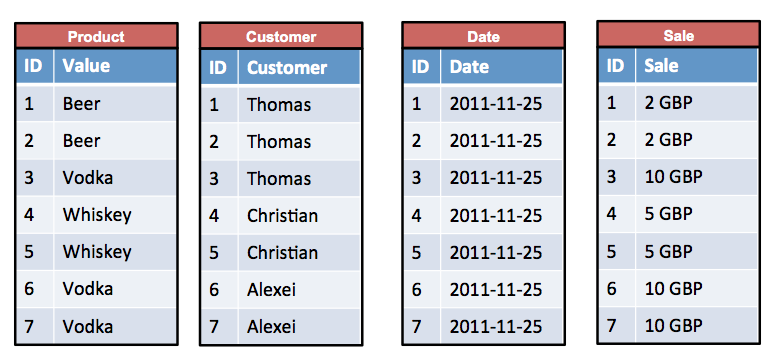 Product
ID Value
1 Beer
2 Beer
3 Vodka
4 Whiskey
5 Whiskey
6 Vodka
7 Vodka
Customer
ID Customer
1 Thomas
2 Thomas
3 Thomas
4 Christian
5 Christian
6 Alexei
7 Alexei
Date
ID Date
1 2011-11-25
2 2011-11-25
3 2011-11-25
4 2011-11-25
5 2011-11-25
6 2011-11-25
7 2011-11-25
Sale
ID Sale
1 2 GBP
2 2 GBP
3 10 GBP
4 5 GBP
5 5 GBP
6 10 GBP
7 10 GBP